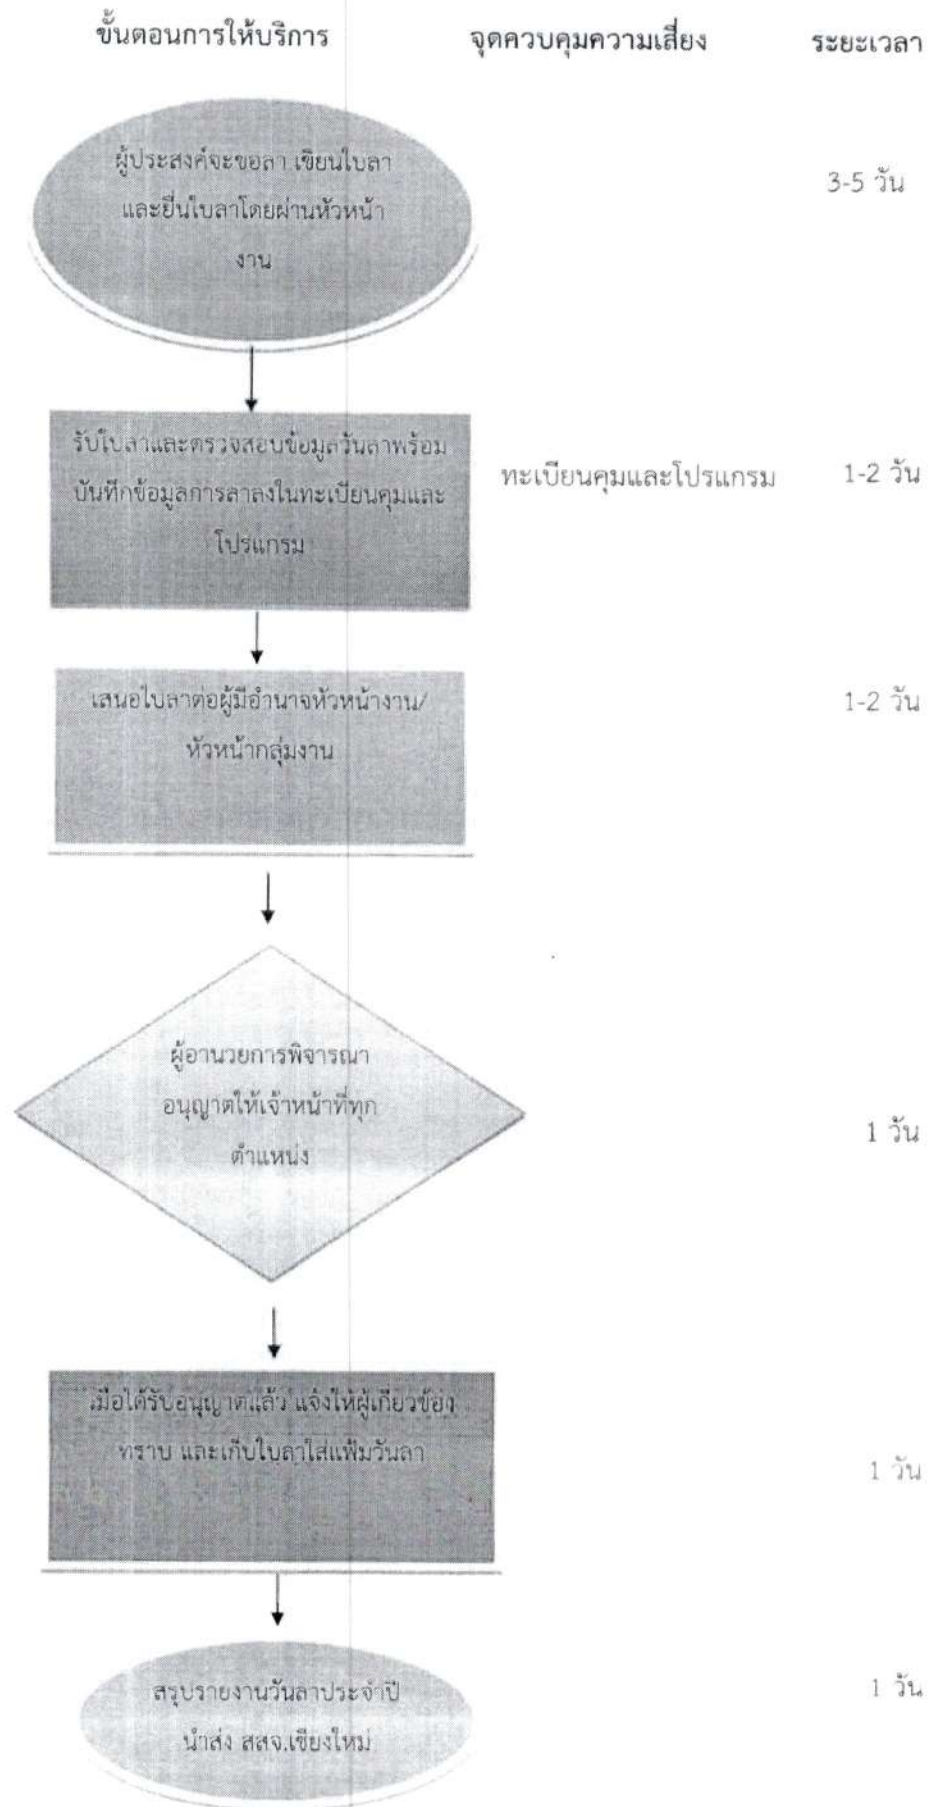 ขั้นตอนการให้บริการ จุดควบคุมความเสี่ยง ระยะเวลา
ผู้ประสงค์จะขอลา เขียนใบลา
และยื่นใบลาโดยผ่านหัวหน้า
งาน
3-5 วัน
รับใบลาและตรวจสอบข้อมูลวันลาพร้อม
บันทึกข้อมูลการลาลงในทะเบียนคุมและ
โปรแกรม
ทะเบียนคุมและโปรแกรม 1-2 วัน
เสนอใบลาต่อผู้มีอำนาจหัวหน้างาน/
หัวหน้ากลุ่มงาน
1-2 วัน
ผู้อานวยการพิจารณา
อนุญาตให้เจ้าหน้าที่ทุก
ตำแหน่ง
1 วัน
เมื่อได้รับอนุญาตแล้ว แจ้งให้ผู้เกี่ยวข้อง
ทราบ และเก็บใบลาใส่แฟ้มวันลา
1 วัน
สรุปรายงานวันลาประจำปี
นำส่ง สสจ.เชียงใหม่
1 วัน